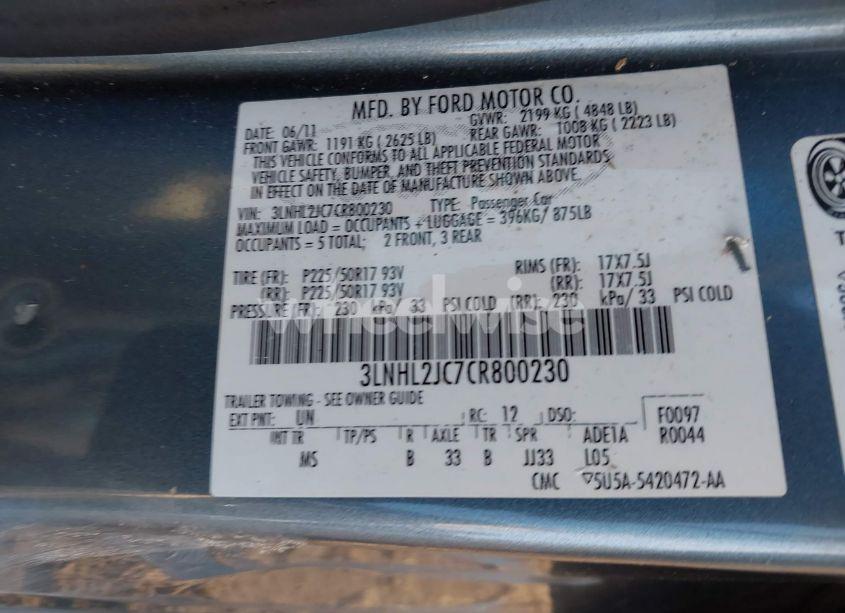 MFD. BY FORD MOTOR CO.
DATE: 06/11 GVWR: 2199 KG ( 4848 LB)
FRONT GAWR: 1191 KG ( 2625 LB) REAR GAWR: 1008 KG ( 2223 LB)
THIS VEHICLE CONFORMS TO ALL APPLICABLE FEDERAL MOTOR
VEHICLE SAFETY, BUMPER, AND THEFT PREVENTION STANDARDS
IN EFFECT ON THE DATE OF MANUFACTURE SHOWN ABOVE.
VIN: 3LNHL2JC7CR800230 TYPE: Passenger Car
MAXIMUM LOAD = OCCUPANTS + LUGGAGE = 396KG/ 875LB
OCCUPANTS = 5 TOTAL; 2 FRONT, 3 REAR
TIRE (FR): P225/50R17 93V RIMS (FR): 17X7.5J
(RR): P225/50R17 93V (RR): 17X7.5J
PRESSURE (FR): 230 kPa/ 33 PSI COLD (RR): 230 kPa/ 33 PSI COLD
wheelwise
3LNHL2JC7CR800230
TRAILER TOWING - SEE OWNER GUIDE
EXT PNT: UN RC: 12 DSO: F0097
INT TR TP/PS R AXLE TR SPR ADE1A R0044
MS B 33 B JJ33 L05
CMC ▽5U5A-5420472-AA